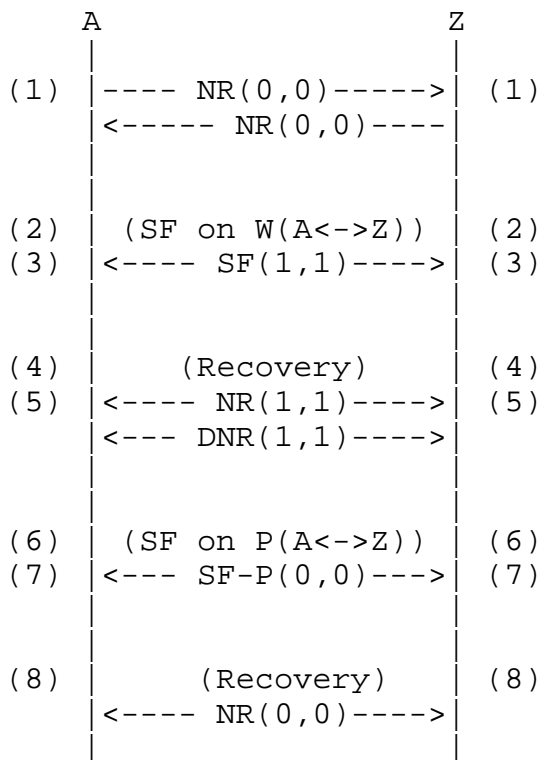 A Z
|                          |
(1) |---- NR(0,0)----->| (1)
|<----- NR(0,0)----|
|                          |
|                          |
(2) | (SF on W(A<->Z)) | (2)
(3) |<---- SF(1,1)---->| (3)
|                          |
|                          |
(4) | (Recovery) | (4)
(5) |<---- NR(1,1)---->| (5)
|<--- DNR(1,1)---->|
|                          |
|                          |
(6) | (SF on P(A<->Z)) | (6)
(7) |<--- SF-P(0,0)--->| (7)
|                          |
|                          |
(8) | (Recovery) | (8)
|<---- NR(0,0)---->|
|                          |